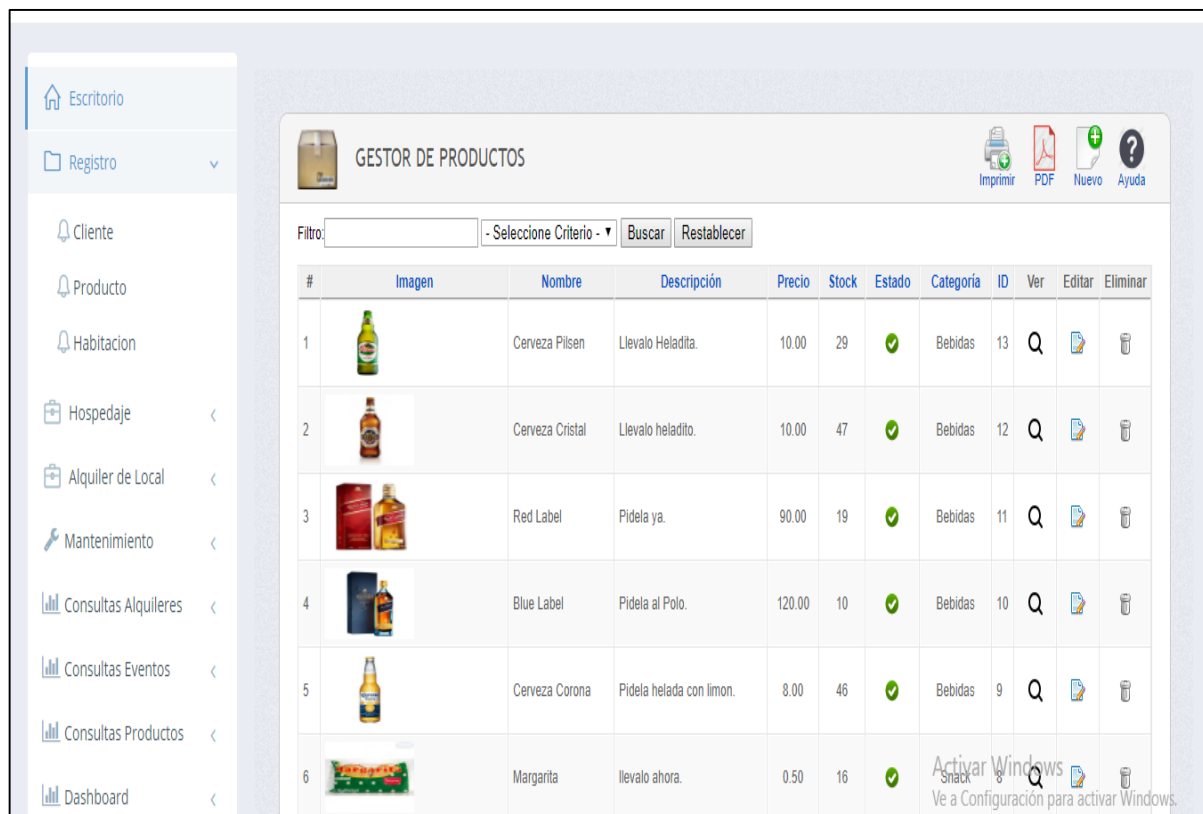 Escritorio
Registro
Cliente
Producto
Habitacion
Hospedaje
Alquiler de Local
Mantenimiento
Consultas Alquileres
Consultas Eventos
Consultas Productos
Dashboard
GESTOR DE PRODUCTOS
Imprimir PDF Nuevo Ayuda
Filtro: - Seleccione Criterio - Buscar Restablecer
# Imagen Nombre Descripción Precio Stock Estado Categoría ID Ver Editar Eliminar
1 Cerveza Pilsen Llevalo Heladita. 10.00 29 Bebidas 13
2 Cerveza Cristal Llevalo heladito. 10.00 47 Bebidas 12
3 Red Label Pidela ya. 90.00 19 Bebidas 11
4 Blue Label Pidela al Polo. 120.00 10 Bebidas 10
5 Cerveza Corona Pidela helada con limon. 8.00 46 Bebidas 9
6 Margarita llevalo ahora. 0.50 16 Snack 8
Activar Windows
Ve a Configuración para activar Windows.